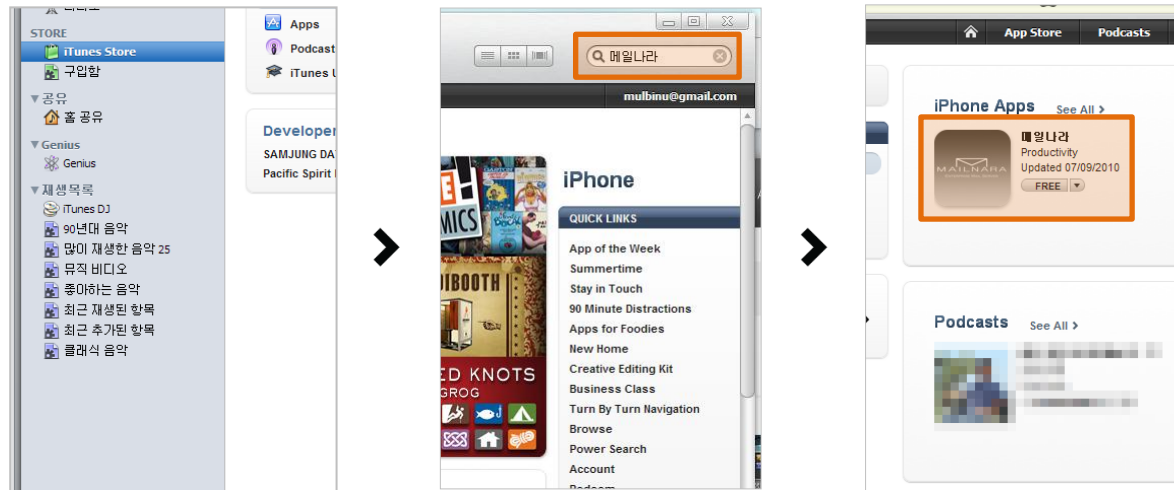 STORE
iTunes Store
구입함
공유
홈 공유
Genius
Genius
재생목록
iTunes DJ
90년대 음악
많이 재생한 음악 25
뮤직 비디오
좋아하는 음악
최근 재생된 항목
최근 추가된 항목
클래식 음악
Apps
Podcast
iTunes U
Developer
SAMJUNG DA
Pacific Spirit
메일나라
mulbinu@gmail.com
MICS
DIBOOTH
ED KNOTS
GROG
iPhone
QUICK LINKS
App of the Week
Summertime
Stay in Touch
90 Minute Distractions
Apps for Foodies
New Home
Creative Editing Kit
Business Class
Turn By Turn Navigation
Browse
Power Search
Account
App Store Podcasts
iPhone Apps See All >
MAILNARA
메일나라
Productivity
Updated 07/09/2010
FREE
Podcasts See All >